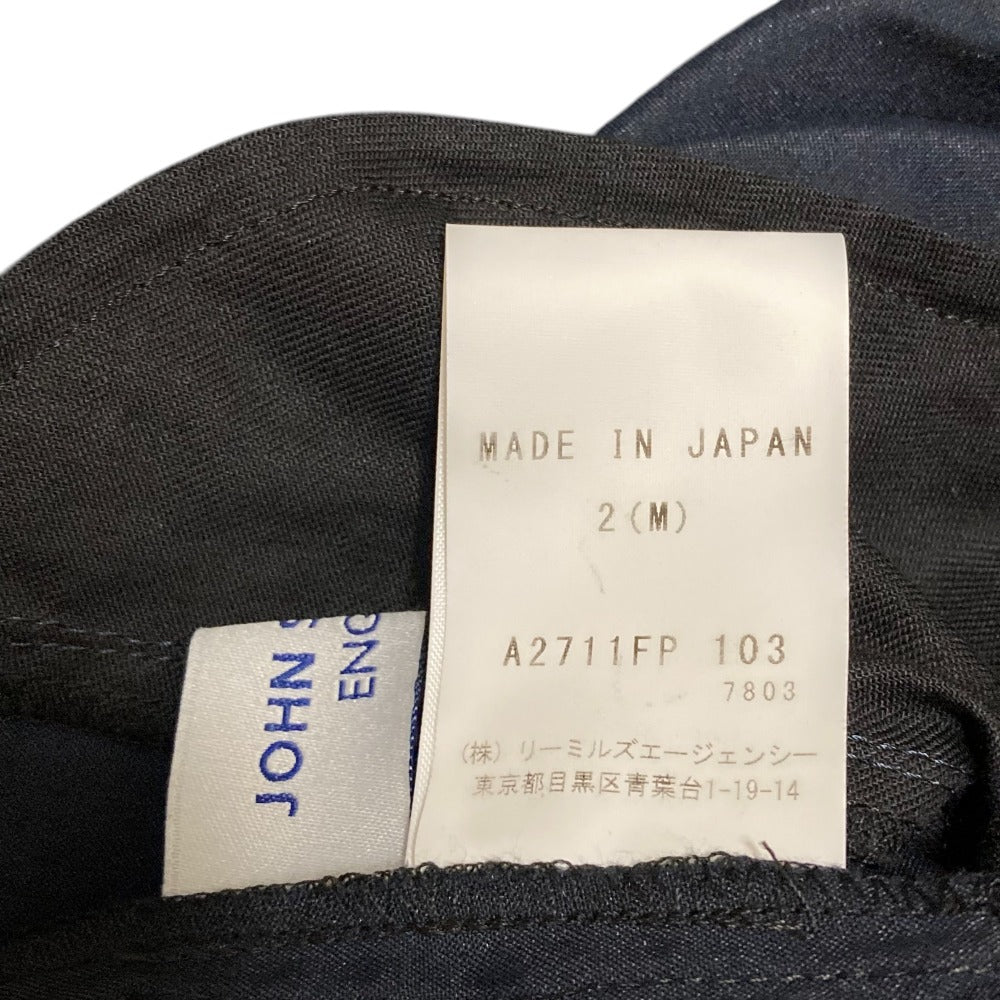 MADE IN JAPAN
2(M)
A2711FP 103
7803
(株) リーミルズエージェンシー
東京都目黒区青葉台1-19-14
JOHN